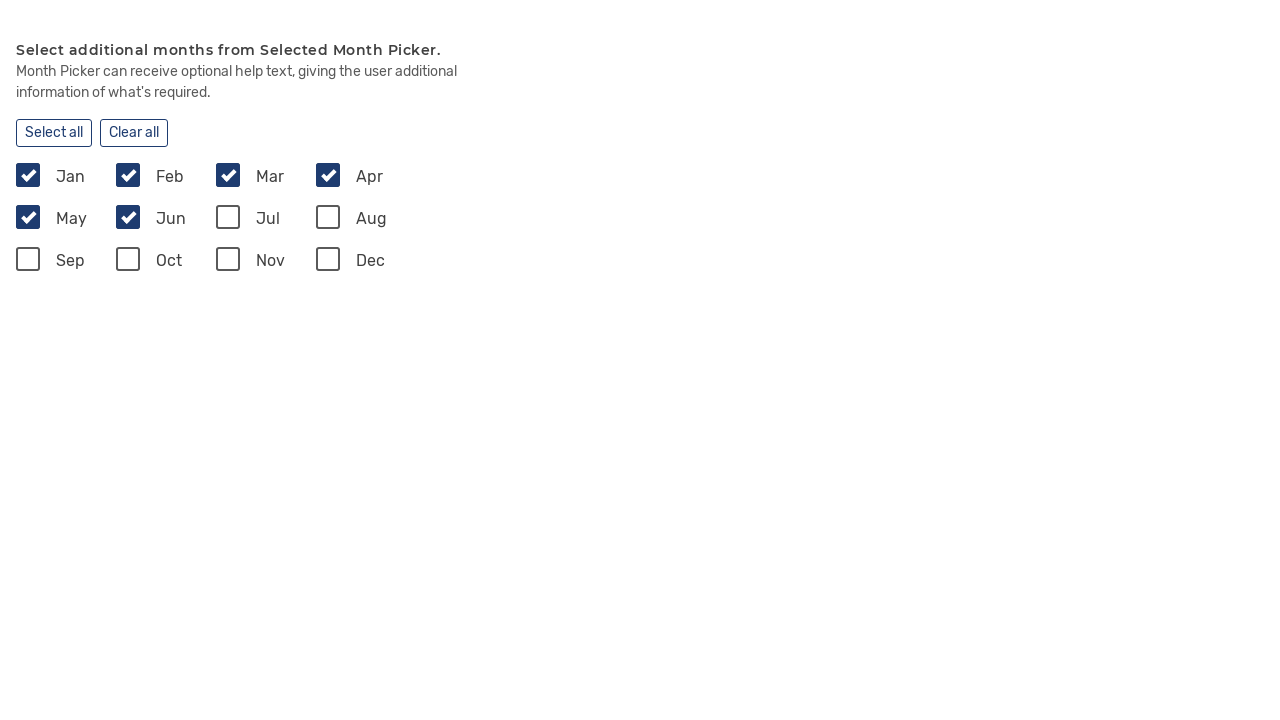 Select additional months from Selected Month Picker.
Month Picker can receive optional help text, giving the user additional
information of what's required.
Select all Clear all
Jan Feb Mar Apr
May Jun Jul Aug
Sep Oct Nov Dec